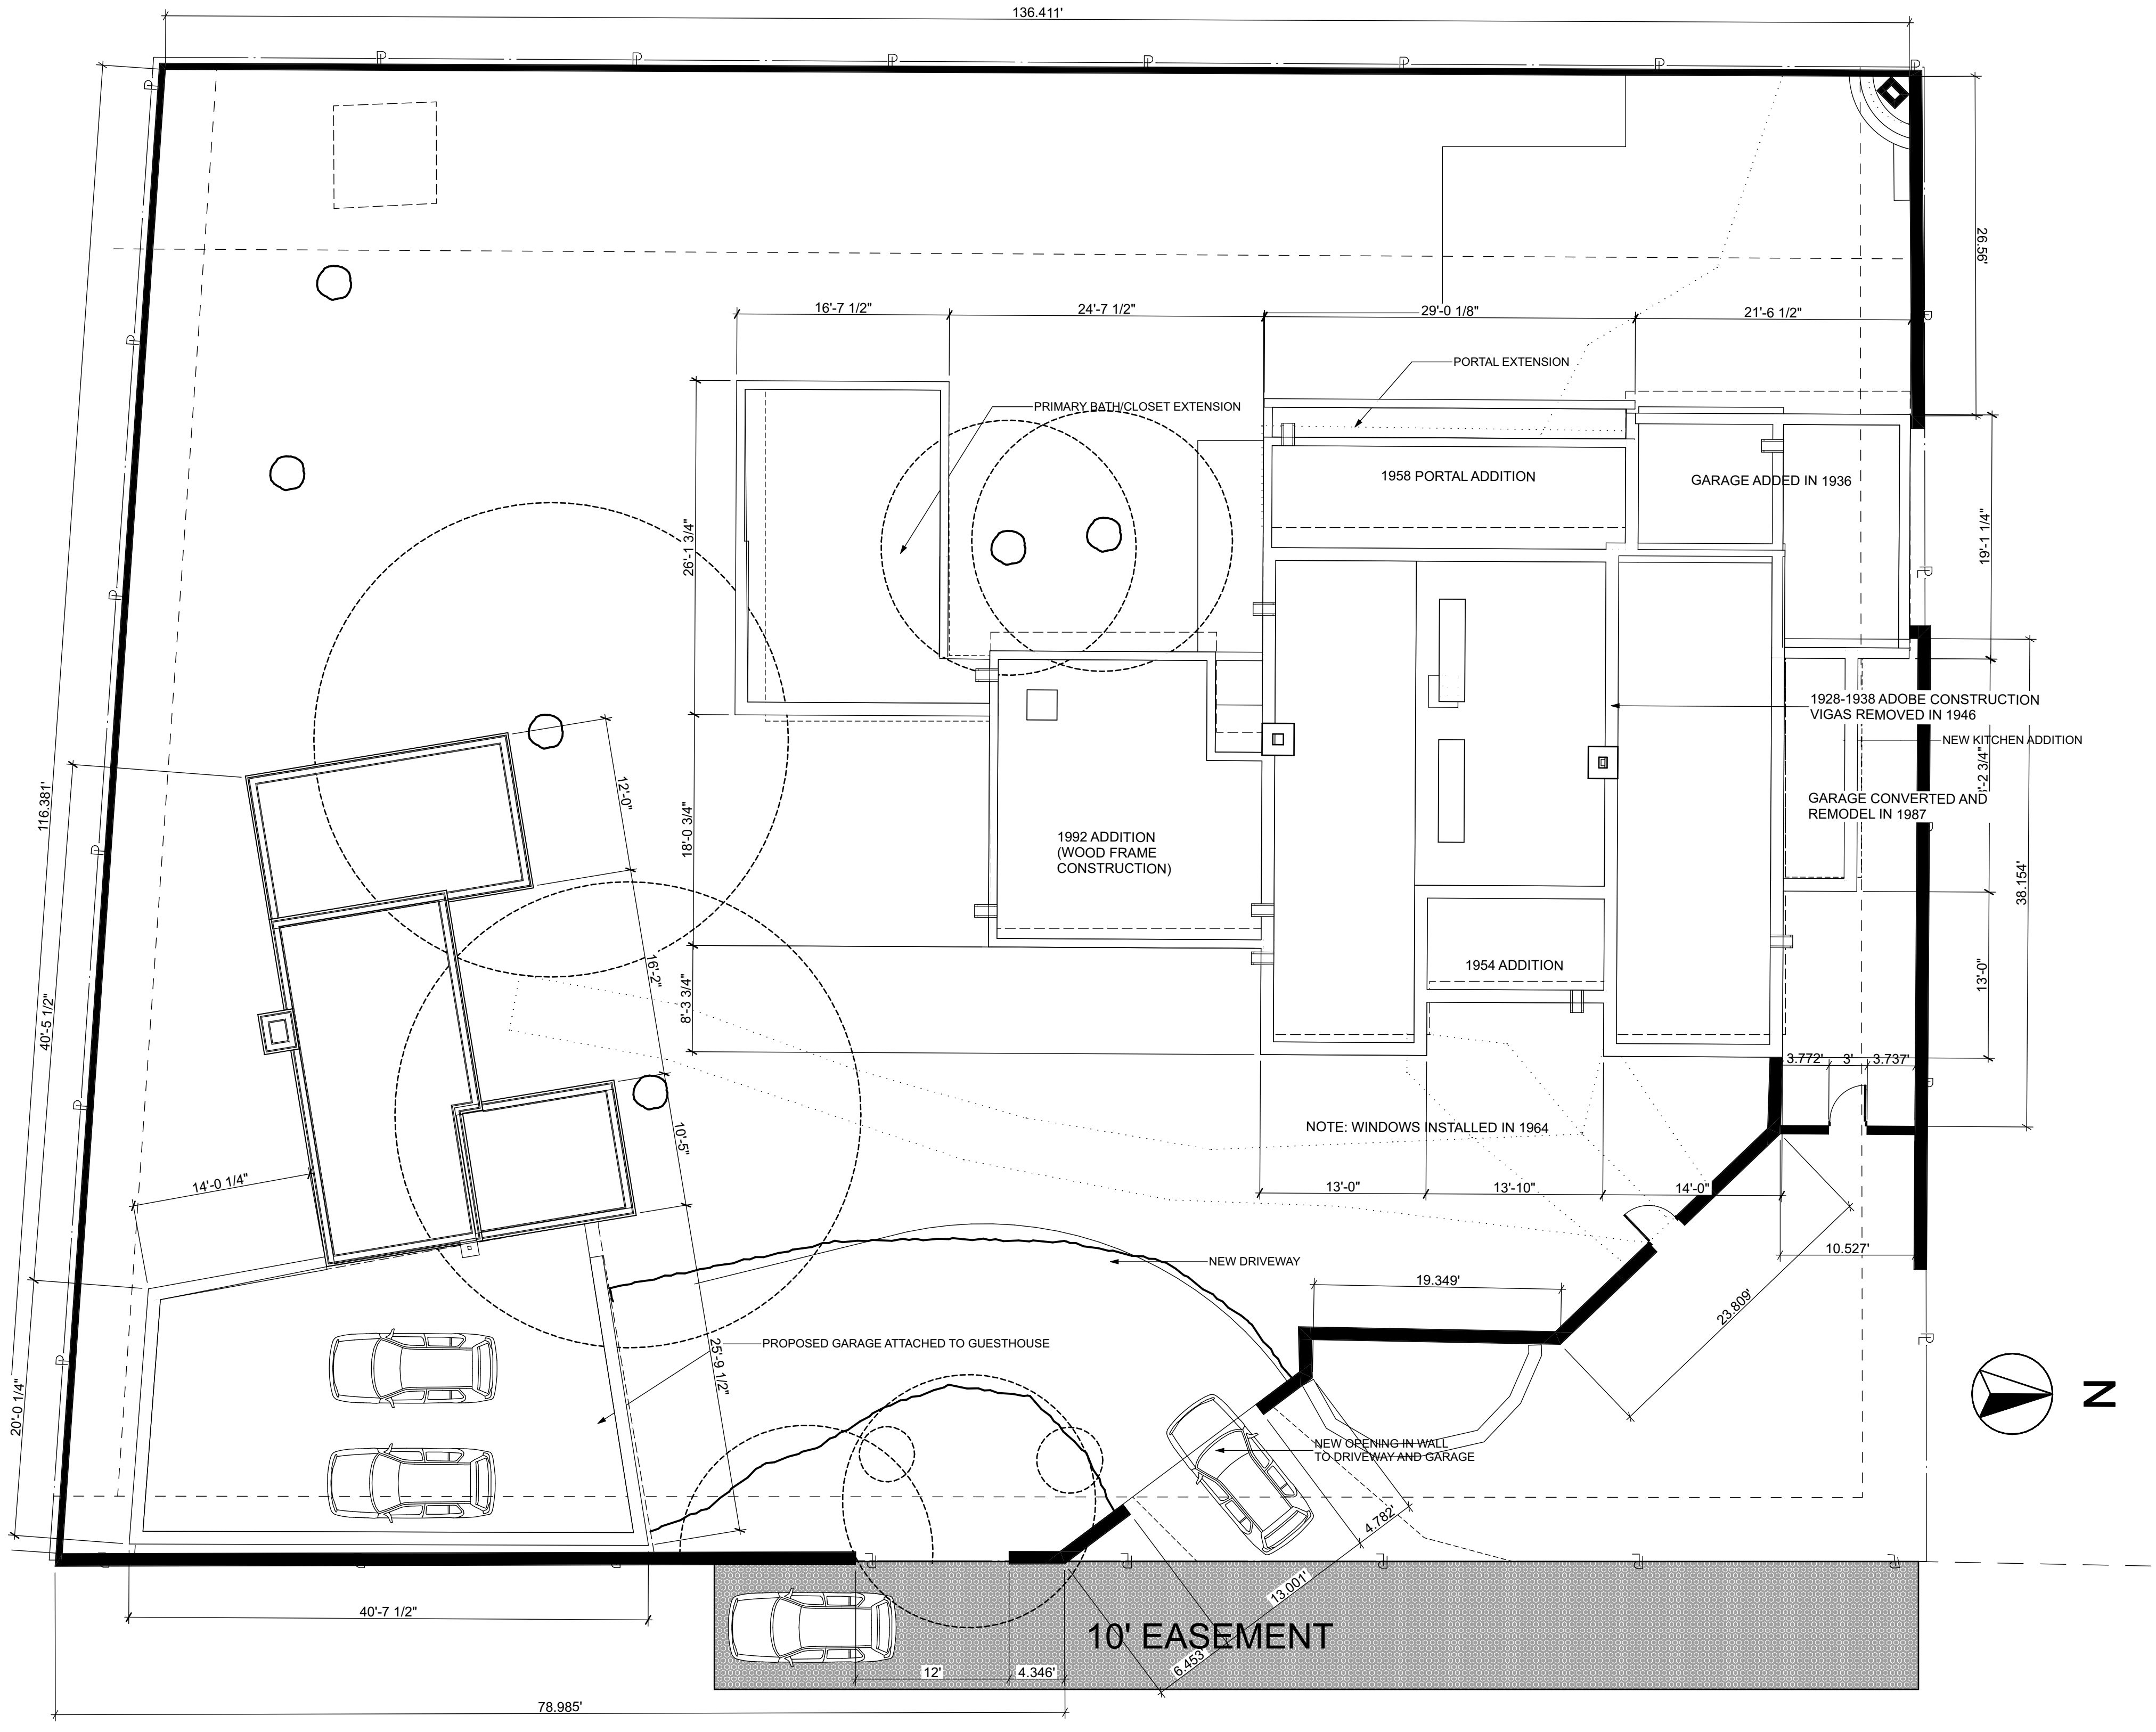 136.411'
26.56'
16'-7 1/2"
24'-7 1/2"
29'-0 1/8"
21'-6 1/2"
PORTAL EXTENSION
PRIMARY BATH/CLOSET EXTENSION
1958 PORTAL ADDITION
GARAGE ADDED IN 1936
26'-1 3/4"
19'-1 1/4"
1928-1938 ADOBE CONSTRUCTION
VIGAS REMOVED IN 1946
NEW KITCHEN ADDITION
GARAGE CONVERTED AND
REMODEL IN 1987
'-2 3/4"
116.381'
12'-0"
18'-0 3/4"
1992 ADDITION
(WOOD FRAME
CONSTRUCTION)
38.154'
1954 ADDITION
16'-2"
13'-0"
40'-5 1/2"
8'-3 3/4"
3.772'
3'
3.737'
10'-5"
NOTE: WINDOWS INSTALLED IN 1964
14'-0 1/4"
13'-0"
13'-10"
14'-0"
10.527'
NEW DRIVEWAY
19.349'
23.809'
PROPOSED GARAGE ATTACHED TO GUESTHOUSE
25'-9 1/2"
20'-0 1/4"
N
NEW OPENING IN WALL
TO DRIVEWAY AND GARAGE
4.782'
13.001'
40'-7 1/2"
10' EASEMENT
6.453'
12'
4.346'
78.985'